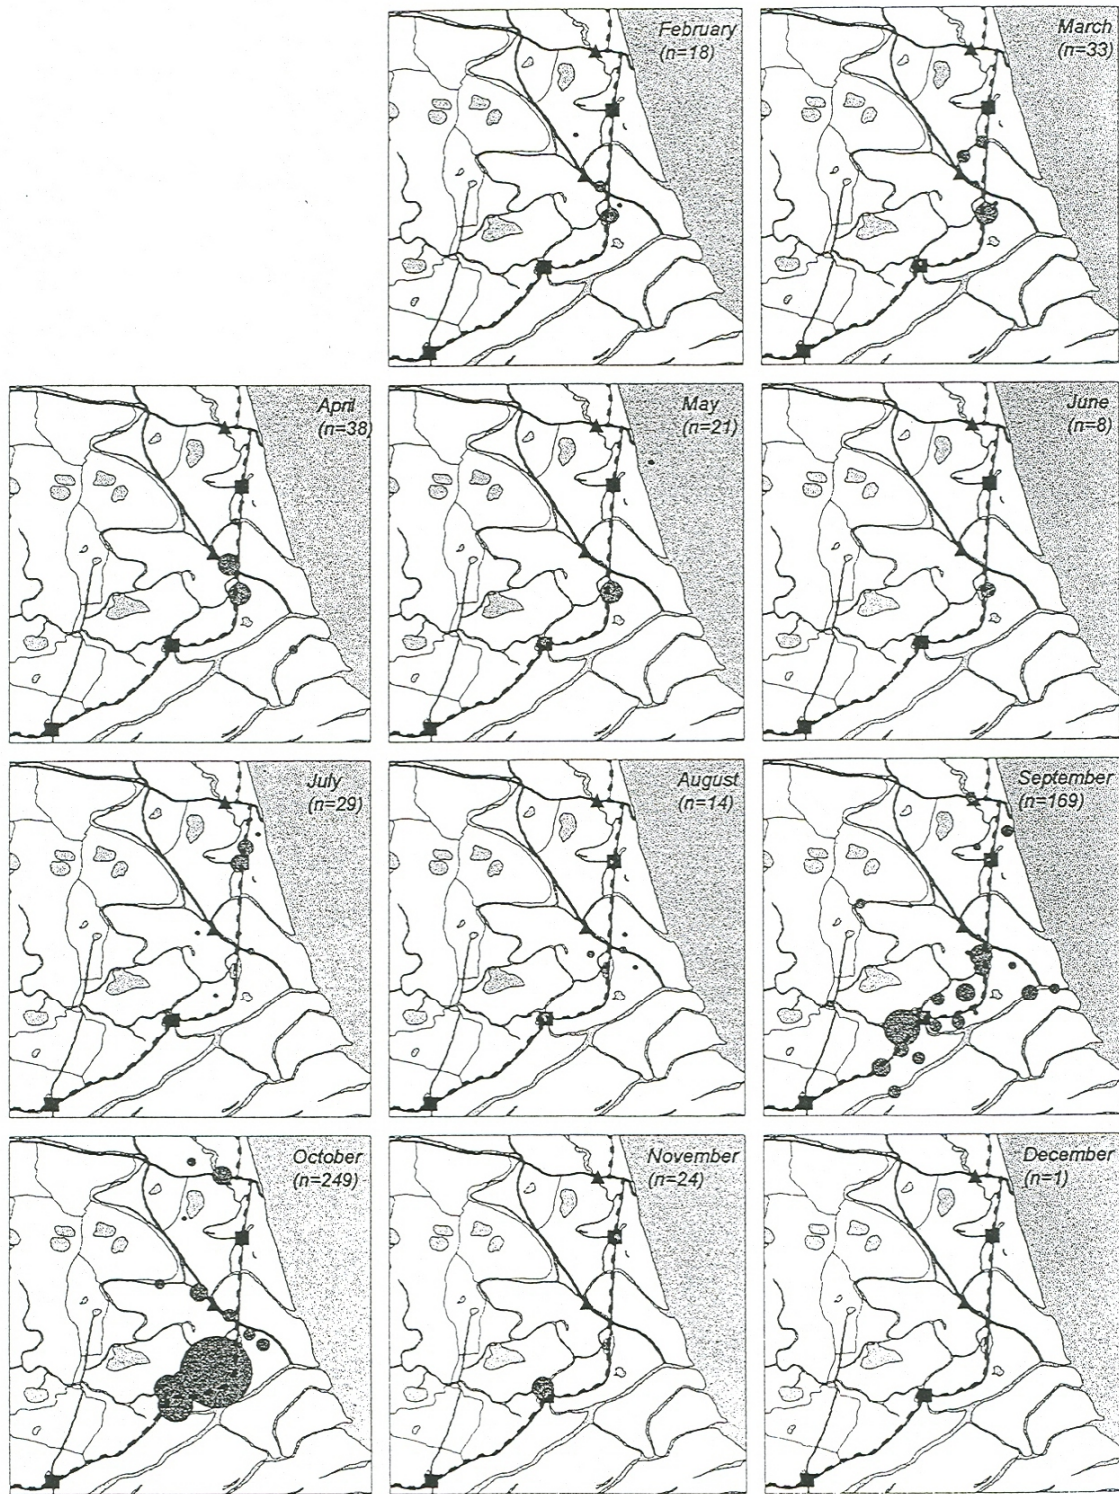 February
(n=18)
March
(n=33)
April
(n=38)
May
(n=21)
June
(n=8)
July
(n=29)
August
(n=14)
September
(n=169)
October
(n=249)
November
(n=24)
December
(n=1)